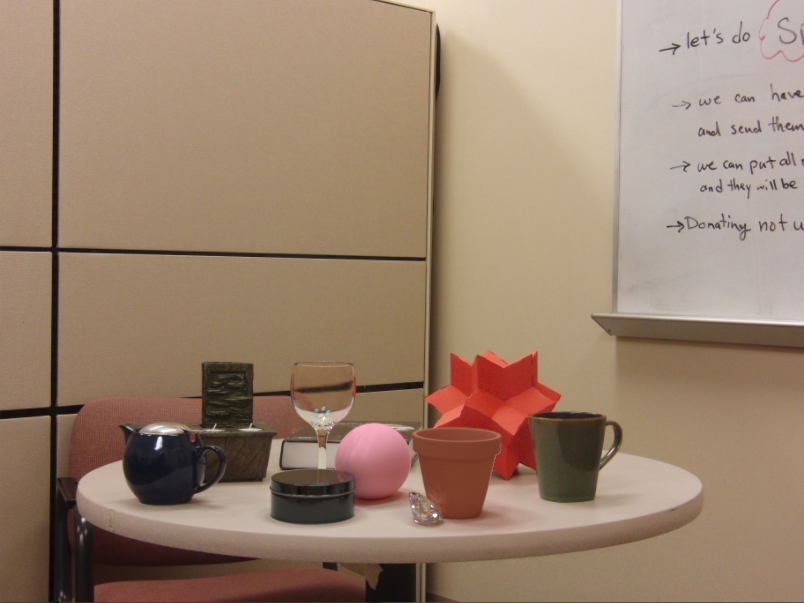 → let's do
→ we can have
and send them
→ we can put all
and they will be
→ Donating not